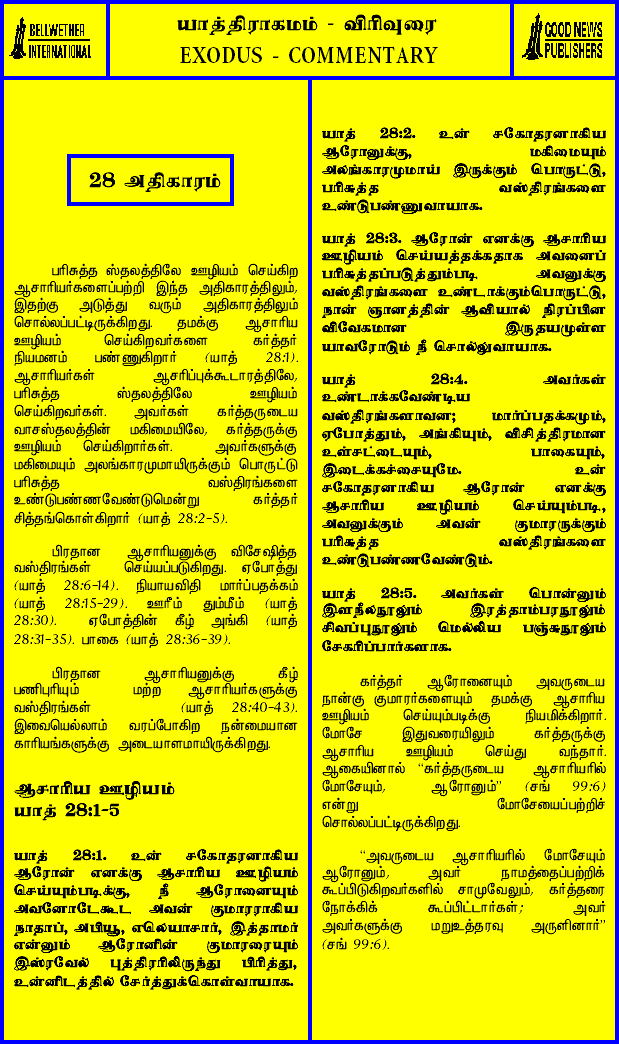 BELLWETHER
INTERNATIONAL
யாத்திராகமம் - விரிவுரை
EXODUS - COMMENTARY
GOOD NEWS
PUBLISHERS
28 அதிகாரம்
பரிசுத்த ஸ்தலத்திலே ஊழியம் செய்கிற
ஆசாரியர்களைப்பற்றி இந்த அதிகாரத்திலும்,
இதற்கு அடுத்து வரும் அதிகாரத்திலும்
சொல்லப்பட்டிருக்கிறது. தமக்கு ஆசாரிய
ஊழியம் செய்கிறவர்களை கர்த்தர்
நியமனம் பண்ணுகிறார் (யாத் 28:1).
ஆசாரியர்கள் ஆசரிப்புக்கூடாரத்திலே,
பரிசுத்த ஸ்தலத்திலே ஊழியம்
செய்கிறவர்கள். அவர்கள் கர்த்தருடைய
வாசஸ்தலத்தின் மகிமையிலே, கர்த்தருக்கு
ஊழியம் செய்கிறார்கள். அவர்களுக்கு
மகிமையும் அலங்காரமுமாயிருக்கும் பொருட்டு
பரிசுத்த வஸ்திரங்களை
உண்டுபண்ணவேண்டுமென்று கர்த்தர்
சித்தங்கொள்கிறார் (யாத் 28:2-5).
பிரதான ஆசாரியனுக்கு விசேஷித்த
வஸ்திரங்கள் செய்யப்படுகிறது. ஏபோத்து
(யாத் 28:6-14). நியாயவிதி மார்ப்பதக்கம்
(யாத் 28:15-29). ஊரீம் தும்மீம் (யாத்
28:30). ஏபோத்தின் கீழ் அங்கி (யாத்
28:31-35). பாகை (யாத் 28:36-39).
பிரதான ஆசாரியனுக்கு கீழ்
பணிபுரியும் மற்ற ஆசாரியர்களுக்கு
வஸ்திரங்கள் (யாத் 28:40-43).
இவையெல்லாம் வரப்போகிற நன்மையான
காரியங்களுக்கு அடையாளமாயிருக்கிறது.
ஆசாரிய ஊழியம்
யாத் 28:1-5
யாத் 28:1. உன் சகோதரனாகிய
ஆரோன் எனக்கு ஆசாரிய ஊழியம்
செய்யும்படிக்கு, நீ ஆரோனையும்
அவனோடேகூட அவன் குமாரராகிய
நாதாப், அபியூ, எலெயாசார், இத்தாமர்
என்னும் ஆரோனின் குமாரரையும்
இஸ்ரவேல் புத்திரரிலிருந்து பிரித்து,
உன்னிடத்தில் சேர்த்துக்கொள்வாயாக.
யாத் 28:2. உன் சகோதரனாகிய
ஆரோனுக்கு, மகிமையும்
அலங்காரமுமாய் இருக்கும் பொருட்டு,
பரிசுத்த வஸ்திரங்களை
உண்டுபண்ணுவாயாக.
யாத் 28:3. ஆரோன் எனக்கு ஆசாரிய
ஊழியம் செய்யத்தக்கதாக அவனைப்
பரிசுத்தப்படுத்தும்படி அவனுக்கு
வஸ்திரங்களை உண்டாக்கும்பொருட்டு,
நான் ஞானத்தின் ஆவியால் நிரப்பின
விவேகமான இருதயமுள்ள
யாவரோடும் நீ சொல்லுவாயாக.
யாத் 28:4. அவர்கள்
உண்டாக்கவேண்டிய
வஸ்திரங்களாவன; மார்ப்பதக்கமும்,
ஏபோத்தும், அங்கியும், விசித்திரமான
உள்சட்டையும், பாகையும்,
இடைக்கச்சையுமே. உன்
சகோதரனாகிய ஆரோன் எனக்கு
ஆசாரிய ஊழியம் செய்யும்படி,
அவனுக்கும் அவன் குமாரருக்கும்
பரிசுத்த வஸ்திரங்களை
உண்டுபண்ணவேண்டும்.
யாத் 28:5. அவர்கள் பொன்னும்
இளநீலநூலும் இரத்தாம்பரநூலும்
சிவப்புநூலும் மெல்லிய பஞ்சுநூலும்
சேகரிப்பார்களாக.
கர்த்தர் ஆரோனையும் அவருடைய
நான்கு குமாரர்களையும் தமக்கு ஆசாரிய
ஊழியம் செய்யும்படிக்கு நியமிக்கிறார்.
மோசே இதுவரையிலும் கர்த்தருக்கு
ஆசாரிய ஊழியம் செய்து வந்தார்.
ஆகையினால் “கர்த்தருடைய ஆசாரியரில்
மோசேயும், ஆரோனும்” (சங் 99:6)
என்று மோசேயைப்பற்றிச்
சொல்லப்பட்டிருக்கிறது.
“அவருடைய ஆசாரியரில் மோசேயும்
ஆரோனும், அவர் நாமத்தைப்பற்றிக்
கூப்பிடுகிறவர்களில் சாமுவேலும், கர்த்தரை
நோக்கிக் கூப்பிட்டார்கள்; அவர்
அவர்களுக்கு மறுஉத்தரவு அருளினார்”
(சங் 99:6).